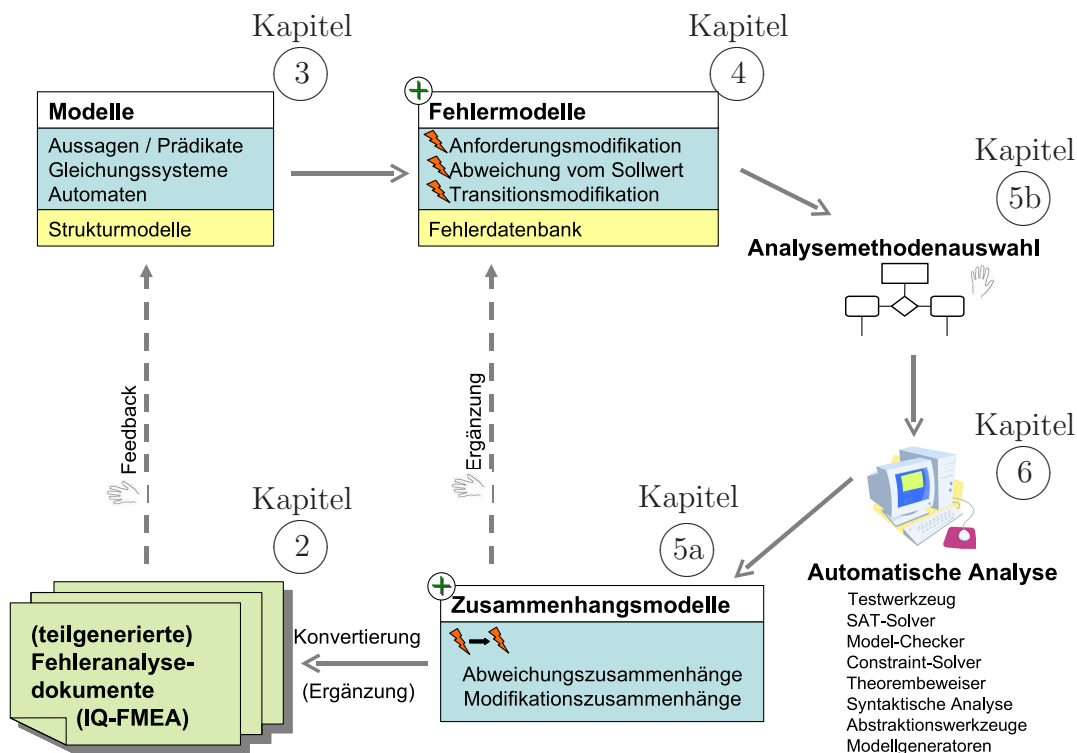 Kapitel
3
Modelle
Aussagen / Prädikate
Gleichungssysteme
Automaten
Strukturmodelle
Kapitel
4
Fehlermodelle
Anforderungsmodifikation
Abweichung vom Sollwert
Transitionsmodifikation
Fehlerdatenbank
Kapitel
5b
Analysemethodenauswahl
Feedback
Ergänzung
Kapitel
6
Automatische Analyse
Testwerkzeug
SAT-Solver
Model-Checker
Constraint-Solver
Theorembeweiser
Syntaktische Analyse
Abstraktionswerkzeuge
Modellgeneratoren
Kapitel
5a
Zusammenhangsmodelle
Abweichungszusammenhänge
Modifikationszusammenhänge
Konvertierung
(Ergänzung)
Kapitel
2
(teilgenerierte)
Fehleranalyse-
dokumente
(IQ-FMEA)